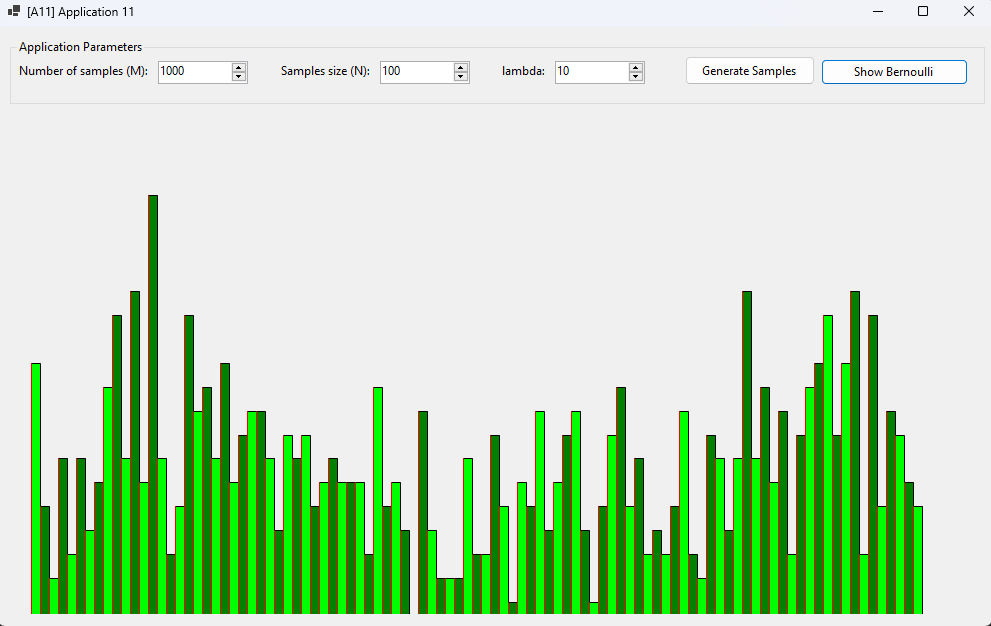 [A11] Application 11
Application Parameters
Number of samples (M): 1000 Samples size (N): 100 lambda: 10 Generate Samples Show Bernoulli